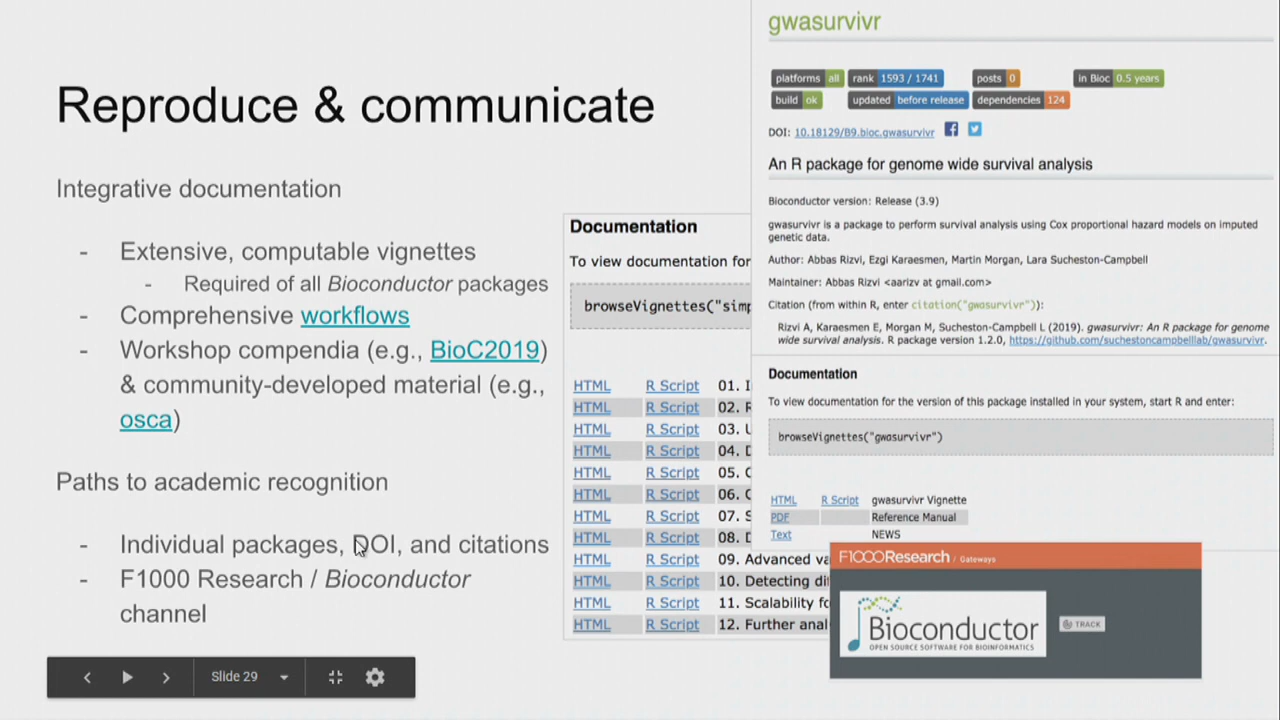 Reproduce & communicate
Integrative documentation
- Extensive, computable vignettes
- Required of all Bioconductor packages
- Comprehensive workflows
- Workshop compendia (e.g., BioC2019)
& community-developed material (e.g.,
osca)
Paths to academic recognition
- Individual packages, DOI, and citations
- F1000 Research / Bioconductor
channel
Documentation
To view documentation for
browseVignettes("simp
HTML R Script 01. I
HTML R Script 02. R
HTML R Script 03. U
HTML R Script 04. D
HTML R Script 05. C
HTML R Script 06. C
HTML R Script 07. S
HTML R Script 08. D
HTML R Script 09. Advanced va
HTML R Script 10. Detecting di
HTML R Script 11. Scalability fo
HTML R Script 12. Further anal
gwasurvivr
platforms all rank 1593 / 1741 posts 0 in Bioc 0.5 years
build ok updated before release dependencies 124
DOI: 10.18129/B9.bioc.gwasurvivr
An R package for genome wide survival analysis
Bioconductor version: Release (3.9)
gwasurvivr is a package to perform survival analysis using Cox proportional hazard models on imputed
genetic data.
Author: Abbas Rizvi, Ezgi Karaesmen, Martin Morgan, Lara Sucheston-Campbell
Maintainer: Abbas Rizvi <aarizv at gmail.com>
Citation (from within R, enter citation("gwasurvivr")):
Rizvi A, Karaesmen E, Morgan M, Sucheston-Campbell L (2019). gwasurvivr: An R package for genome
wide survival analysis. R package version 1.2.0, https://github.com/suchestoncampbelllab/gwasurvivr.
Documentation
To view documentation for the version of this package installed in your system, start R and enter:
browseVignettes("gwasurvivr")
HTML R Script gwasurvivr Vignette
PDF Reference Manual
Text NEWS
F1000Research / Gateways
Bioconductor
OPEN SOURCE SOFTWARE FOR BIOINFORMATICS
TRACK
Slide 29